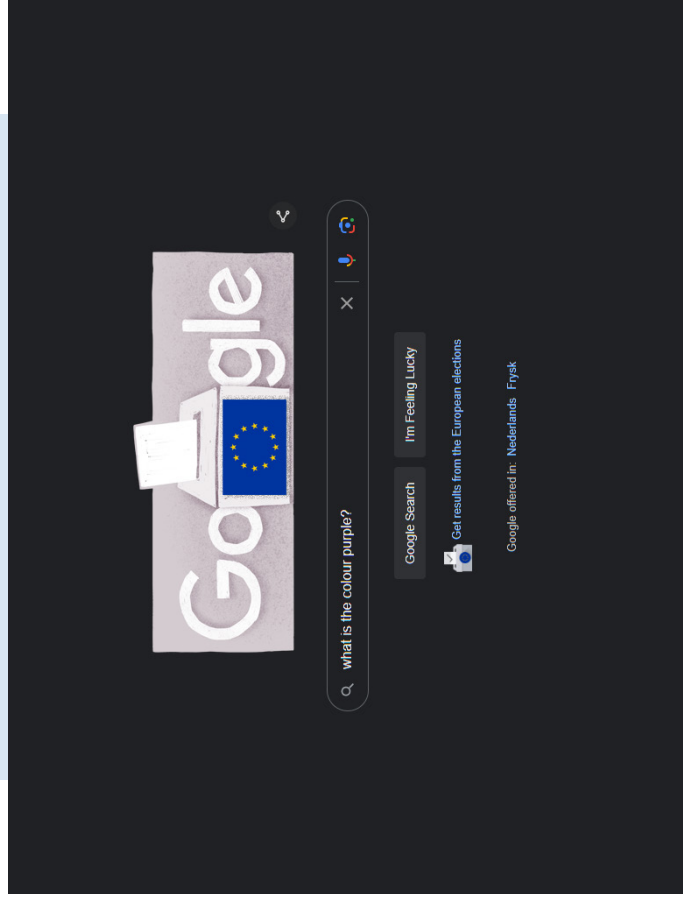 Google
what is the colour purple?
Google Search I'm Feeling Lucky
Get results from the European elections
Google offered in: Nederlands Frysk